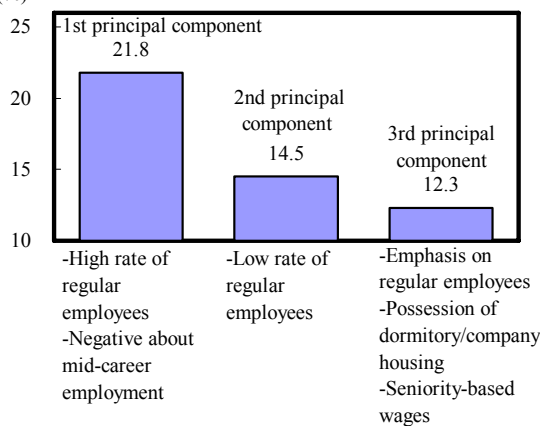 (%)
25
20
15
10
1st principal component
21.8
2nd principal
component
14.5
3rd principal
component
12.3
-High rate of
regular
employees
-Negative about
mid-career
employment
-Low rate of
regular
employees
-Emphasis on
regular employees
-Possession of
dormitory/company
housing
-Seniority-based
wages